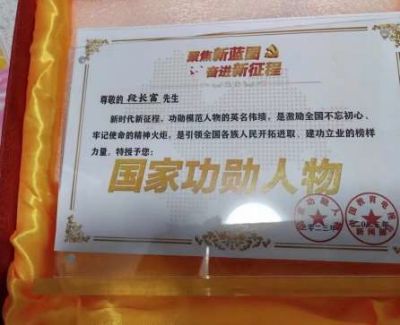 聚焦新蓝图
奋进新征程
尊敬的 段长富 先生
新时代新征程,功勋模范人物的英名伟绩,是激励全国不忘初心、
牢记使命的精神火炬,是引领全国各族人民开拓进取、建功立业的榜样
力量。特授予您:
国家功勋人物